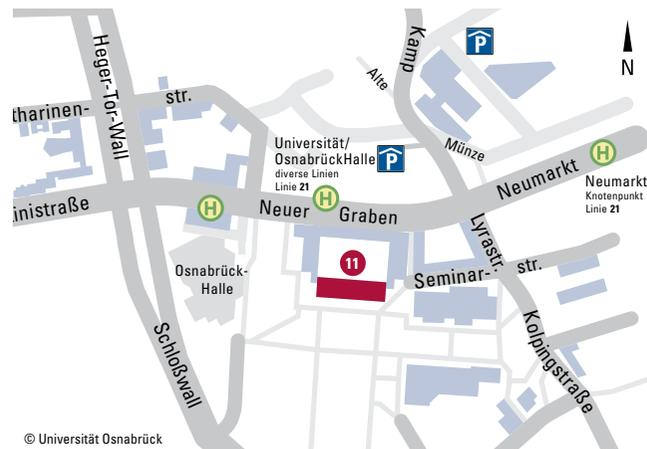 Heger-Tor-Wall
tharinen-
str.
Kamp
Alte
Münze
P
N
Universität/
OsnabrückHalle
diverse Linien
Linie 21
P
H
H
H
Neumarkt
Neumarkt
Knotenpunkt
Linie 21
inistraße
Neuer Graben
Lyrastr.
Osnabrück-
Halle
11
Seminar-
str.
Schloßwall
Kolpingstraße
© Universität Osnabrück